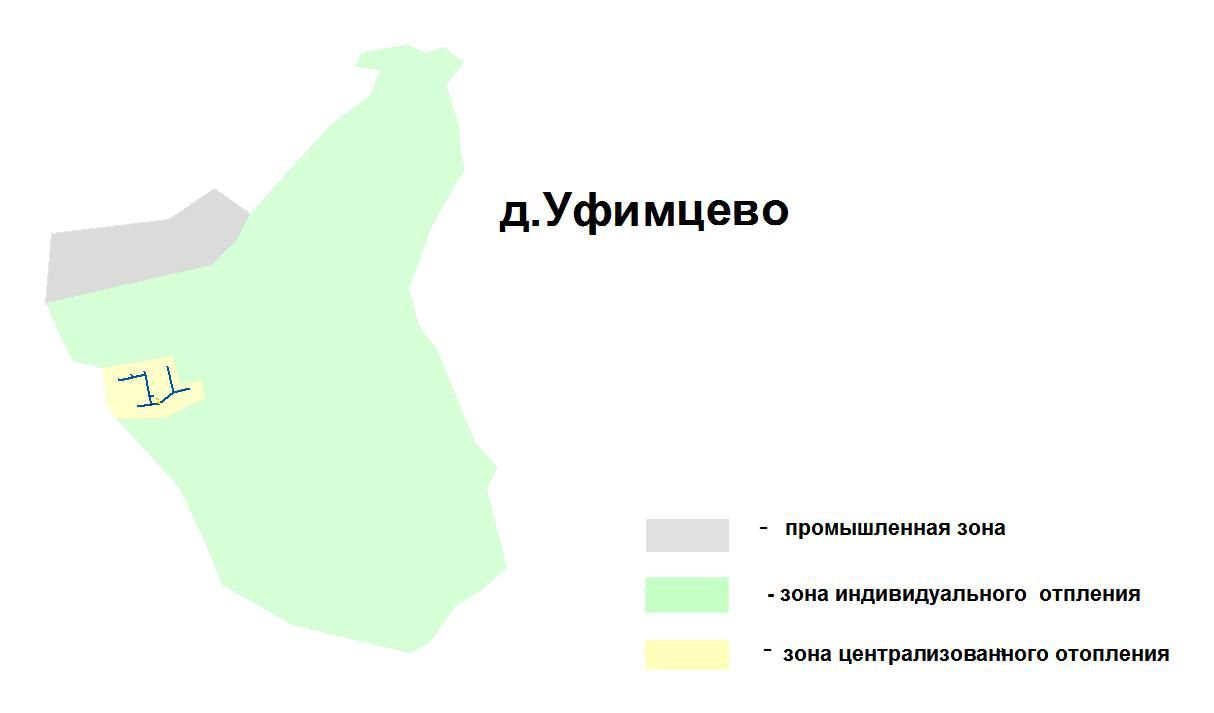 д.Уфимцево
- промышленная зона
- зона индивидуального отпления
- зона централизованного отопления